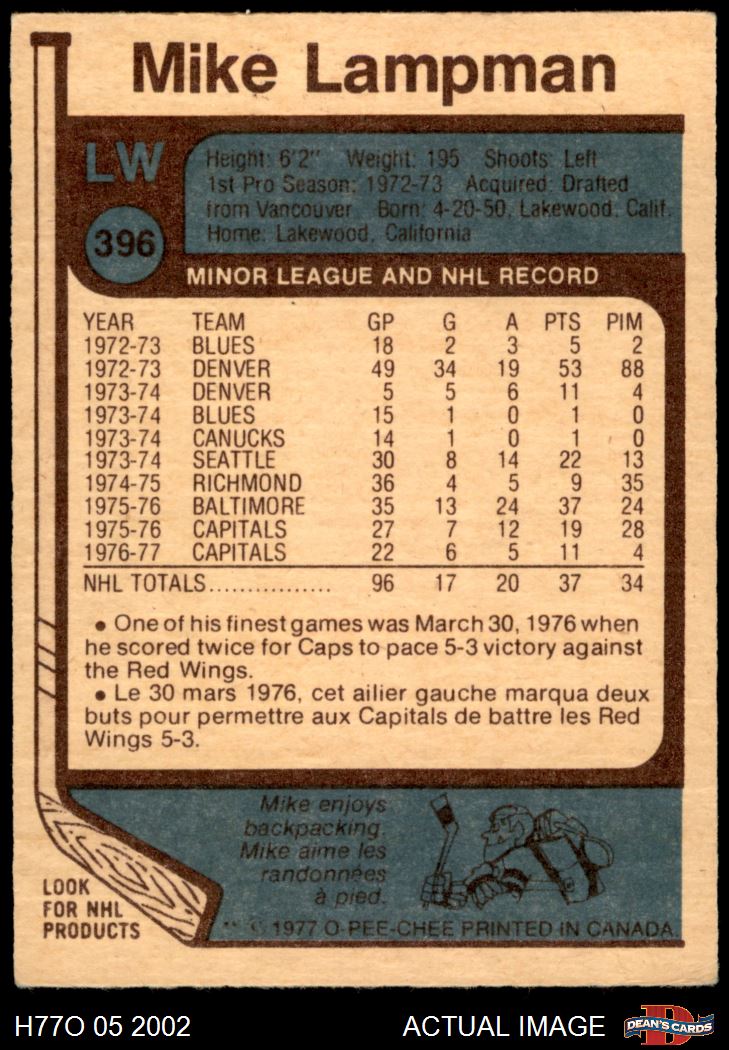 Mike Lampman
LW
396
Height: 6'2" Weight: 195 Shoots: Left
1st Pro Season: 1972-73 Acquired: Drafted
from Vancouver Born: 4-20-50, Lakewood, Calif.
Home: Lakewood, California
MINOR LEAGUE AND NHL RECORD
YEAR TEAM GP G A PTS PIM
1972-73 BLUES 18 2 3 5 2
1972-73 DENVER 49 34 19 53 88
1973-74 DENVER 5 5 6 11 4
1973-74 BLUES 15 1 0 1 0
1973-74 CANUCKS 14 1 0 1 0
1973-74 SEATTLE 30 8 14 22 13
1974-75 RICHMOND 36 4 5 9 35
1975-76 BALTIMORE 35 13 24 37 24
1975-76 CAPITALS 27 7 12 19 28
1976-77 CAPITALS 22 6 5 11 4
NHL TOTALS................ 96 17 20 37 34
• One of his finest games was March 30, 1976 when
he scored twice for Caps to pace 5-3 victory against
the Red Wings.
• Le 30 mars 1976, cet ailier gauche marqua deux
buts pour permettre aux Capitals de battre les Red
Wings 5-3.
Mike enjoys
backpacking.
Mike aime les
randonnées
à pied.
LOOK
FOR NHL
PRODUCTS
** © 1977 O-PEE-CHEE PRINTED IN CANADA
H77O 05 2002
ACTUAL IMAGE
D
DEAN'S CARDS